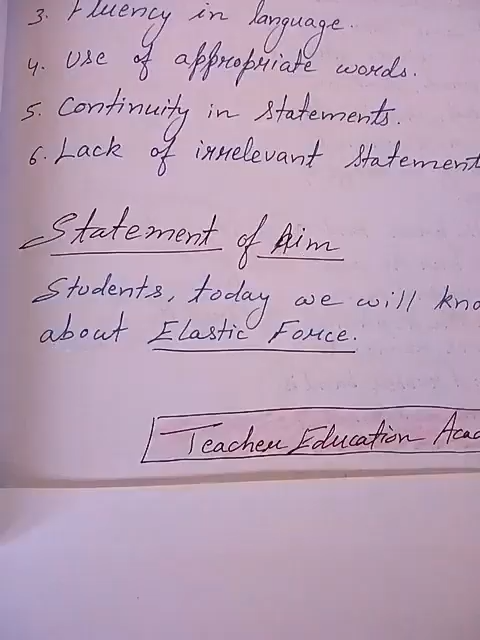 3. Fluency in language.
4. Use of appropriate words.
5. Continuity in statements.
6. Lack of irrelevant statement
Statement of Aim
Students, today we will kno
about Elastic Force.
Teacher Education Acad